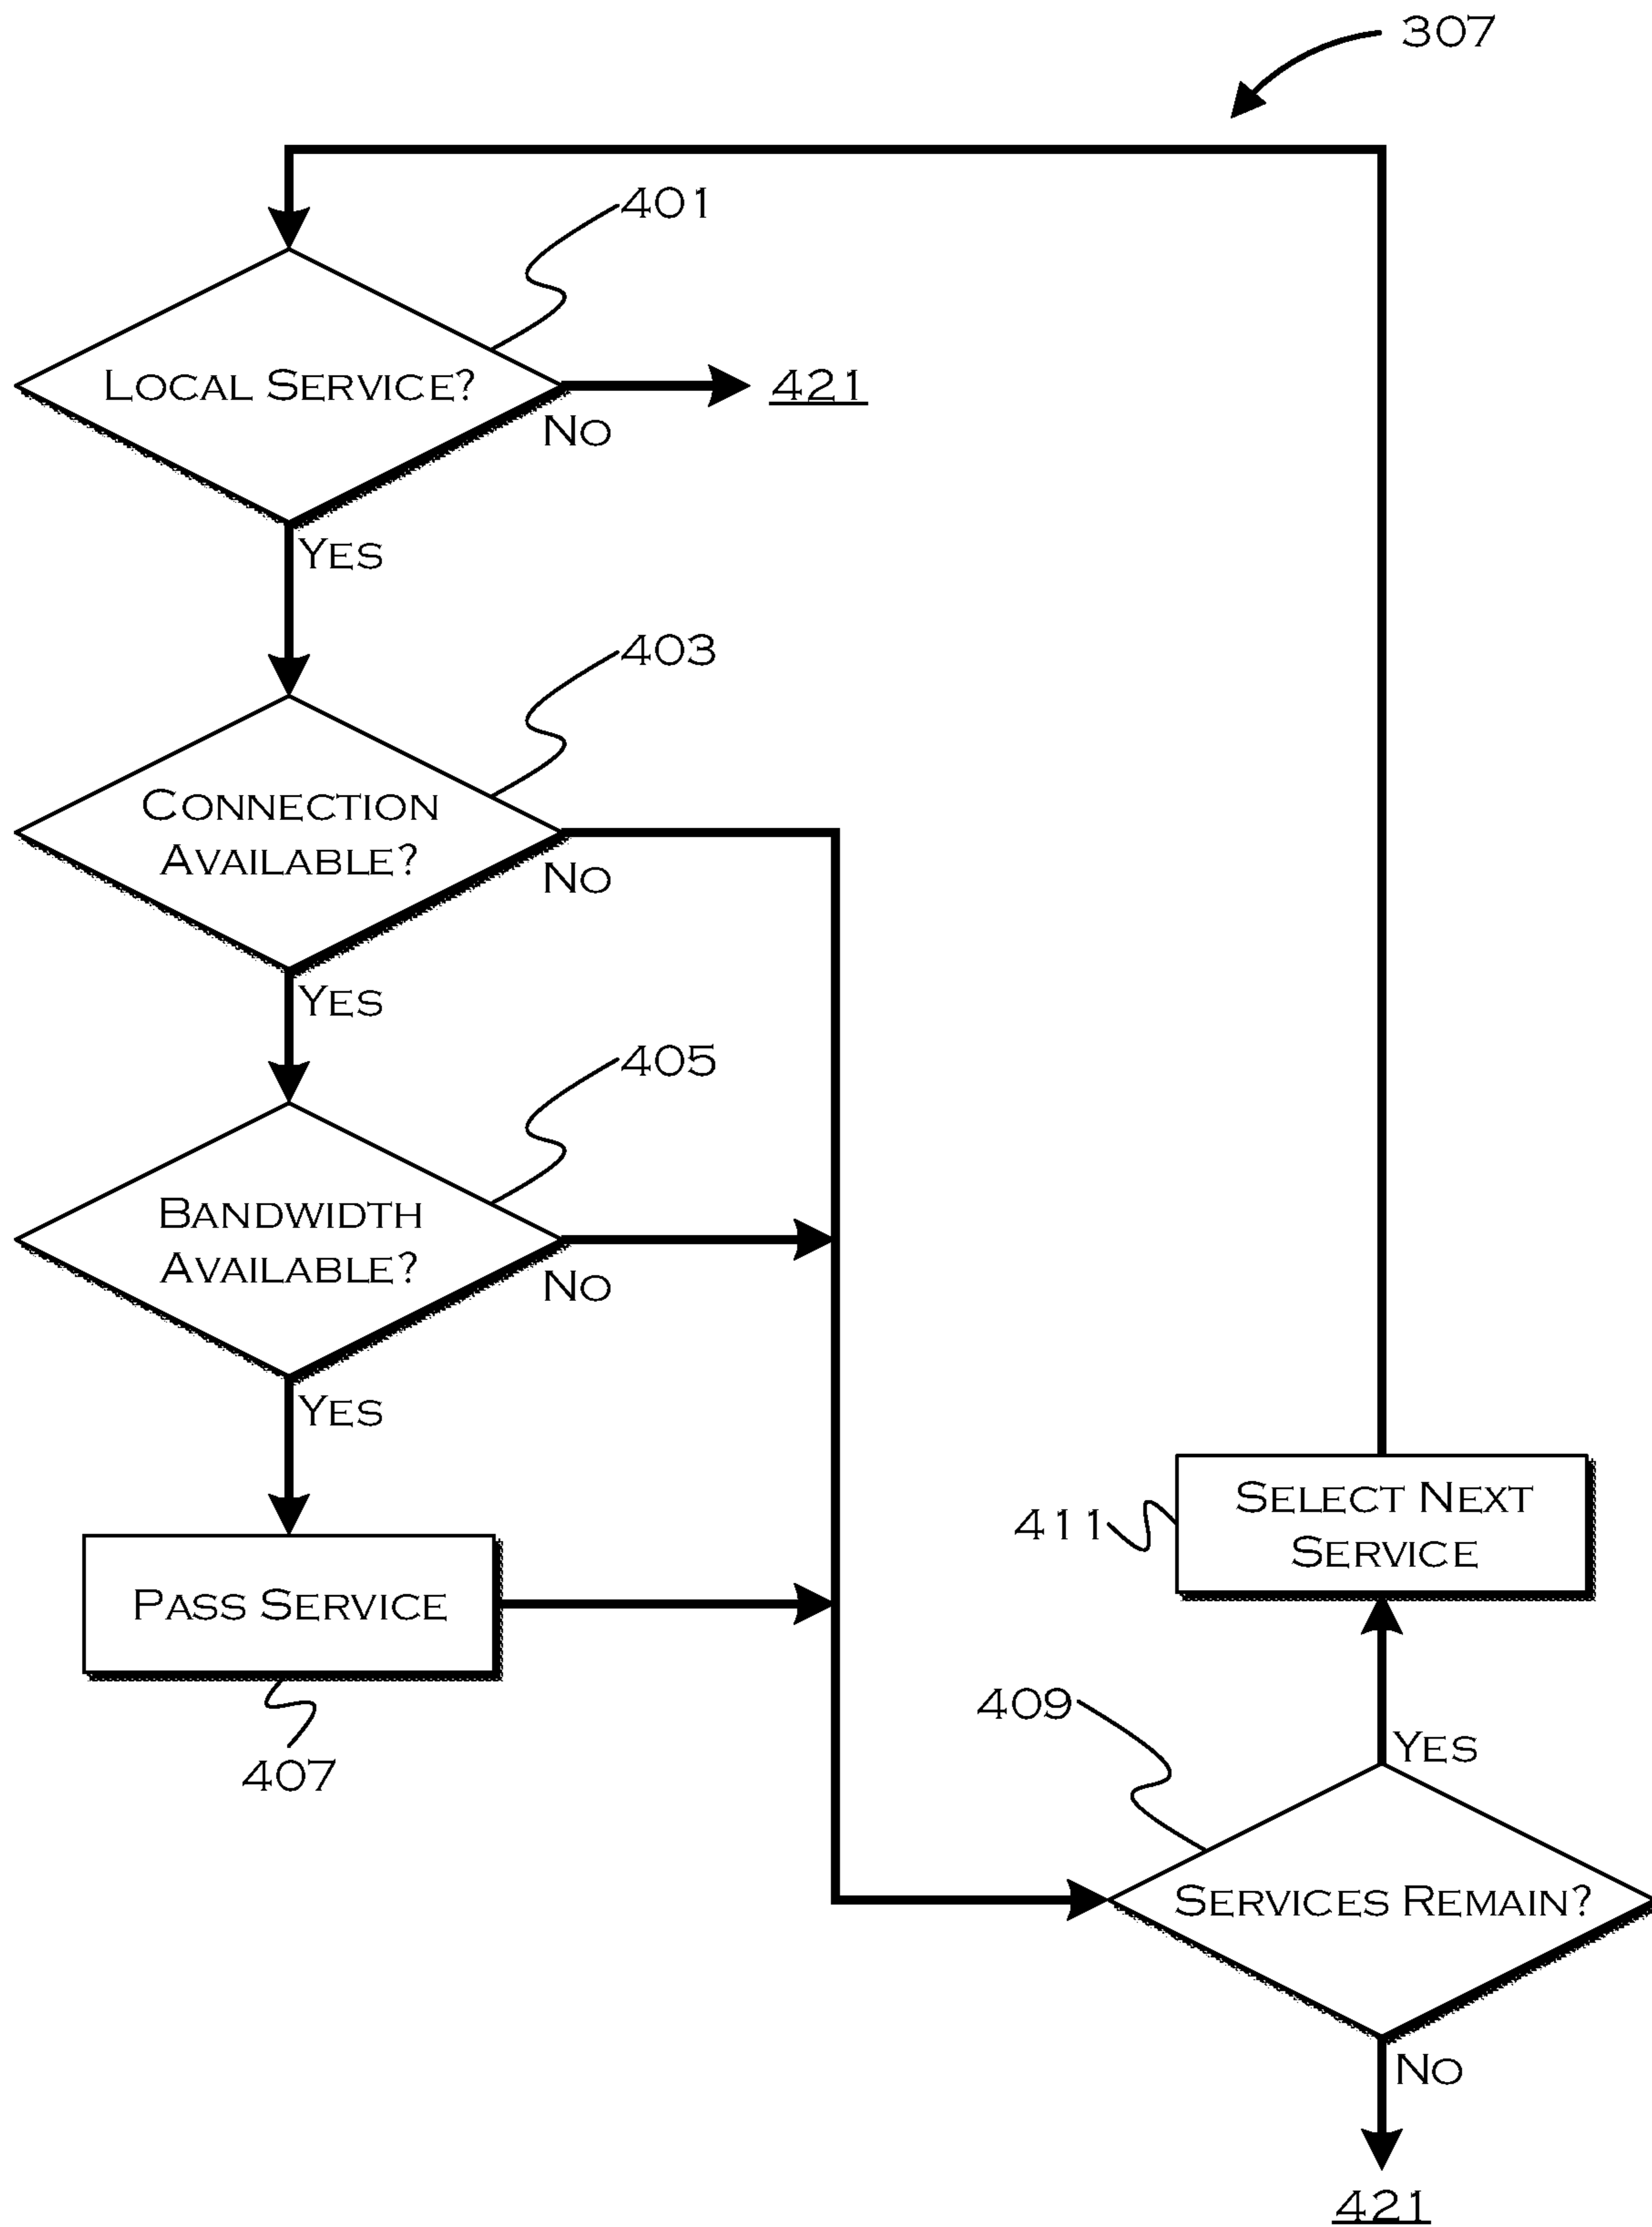 307
401
LOCAL SERVICE?
421
NO
YES
403
CONNECTION
AVAILABLE?
NO
YES
405
BANDWIDTH
AVAILABLE?
NO
YES
SELECT NEXT
SERVICE
411
PASS SERVICE
407
409
YES
SERVICES REMAIN?
NO
421